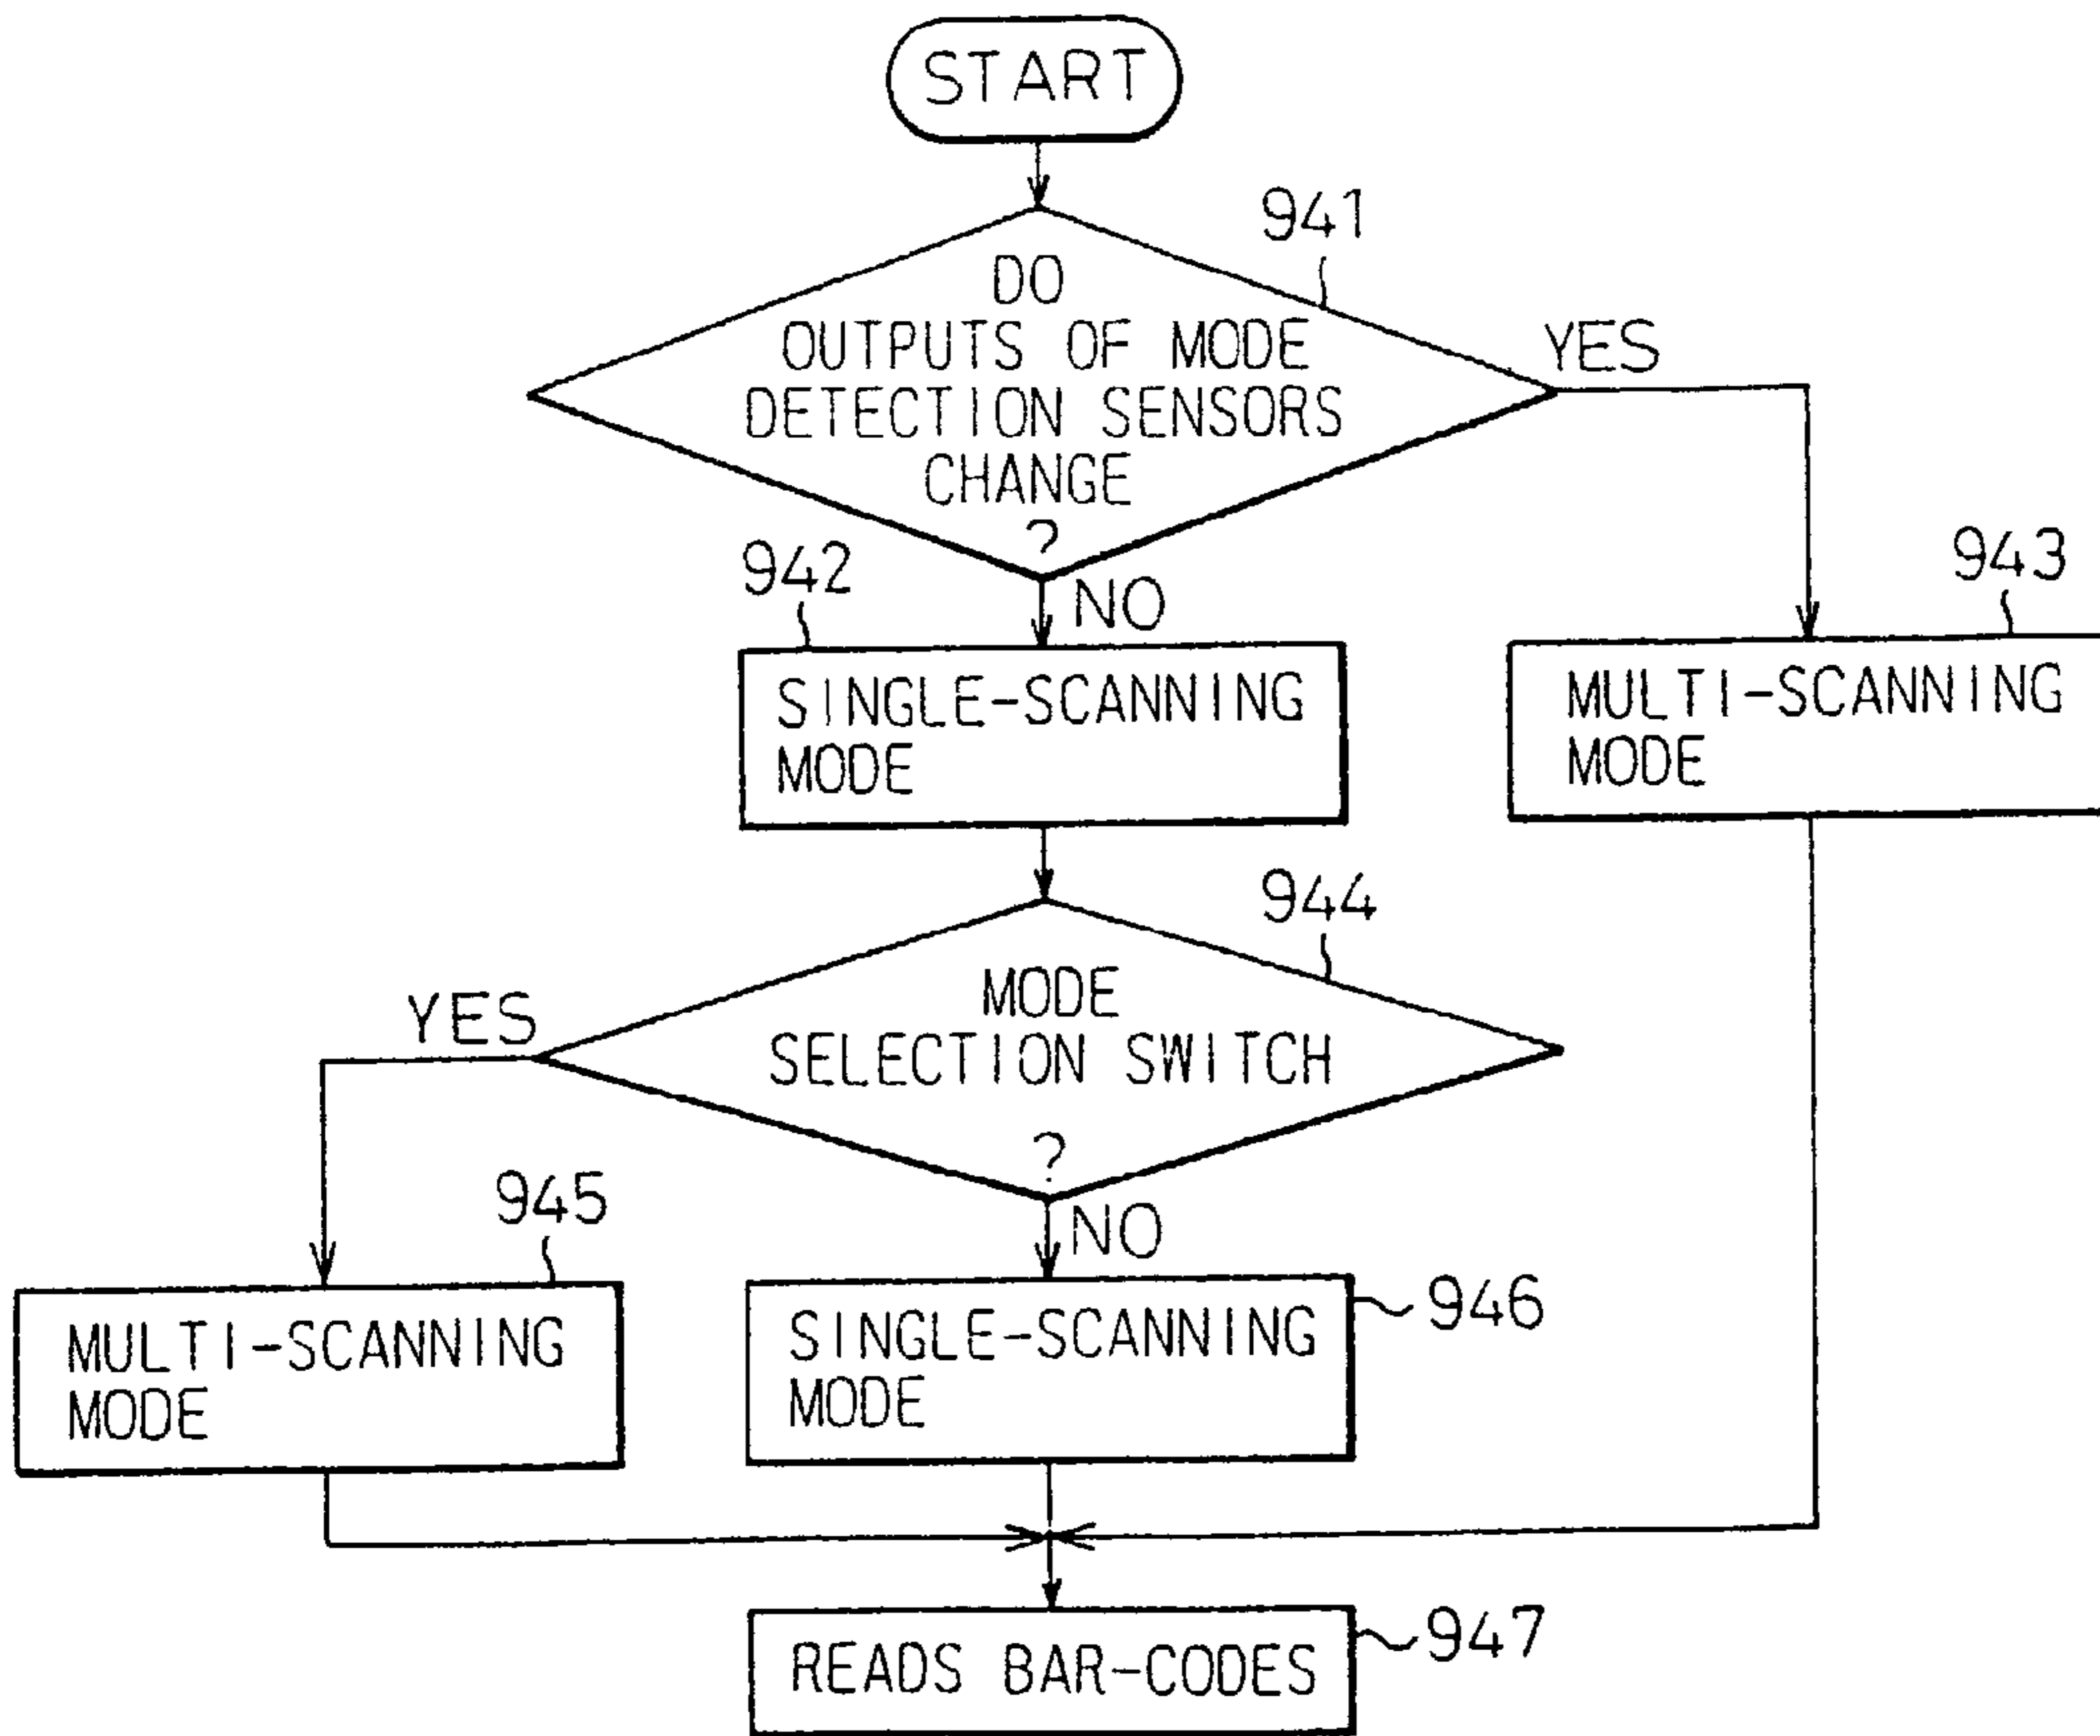 START
941
DO
OUTPUTS OF MODE
DETECTION SENSORS
CHANGE
?
YES
NO
942
SINGLE-SCANNING
MODE
943
MULTI-SCANNING
MODE
944
MODE
SELECTION SWITCH
?
YES
NO
945
MULTI-SCANNING
MODE
946
SINGLE-SCANNING
MODE
947
READS BAR-CODES